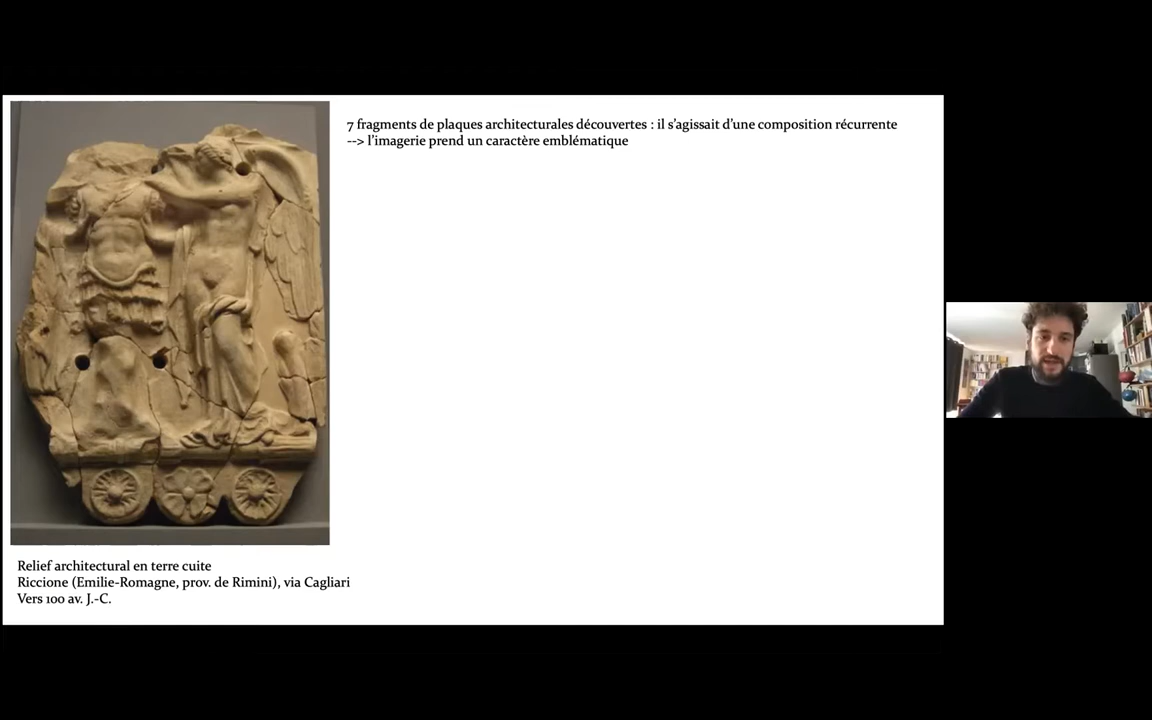 7 fragments de plaques architecturales découvertes : il s’agissait d’une composition récurrente
--> l’imagerie prend un caractère emblématique
Relief architectural en terre cuite
Riccione (Emilie-Romagne, prov. de Rimini), via Cagliari
Vers 100 av. J.-C.